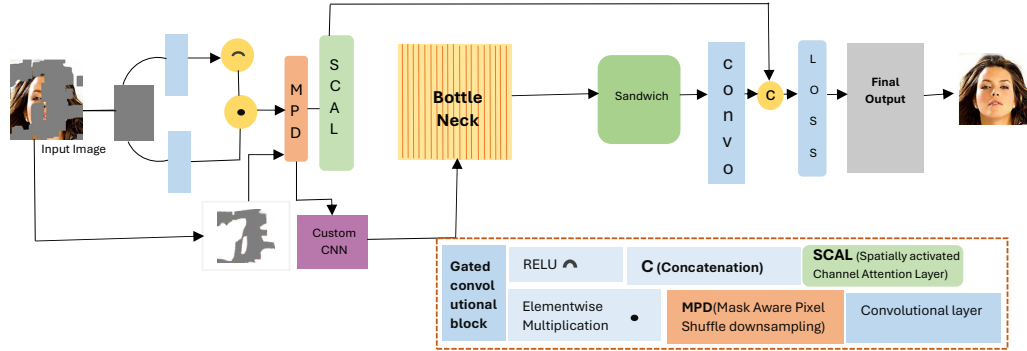 Input Image
M
P
D
S
C
A
L
Custom
CNN
Bottle
Neck
Sandwich
C
o
n
v
o
C
L
O
S
S
Final
Output
Gated
convol
utional
block
RELU
C (Concatenation)
SCAL (Spatially activated
Channel Attention Layer)
Elementwise
Multiplication
MPD(Mask Aware Pixel
Shuffle downsampling)
Convolutional layer